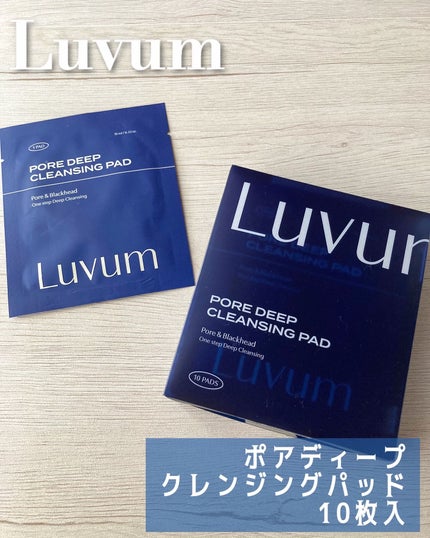 Luvum
1 PAD
PORE DEEP
CLEANSING PAD
Pore & Blackhead
One step Deep Cleansing
Luvum
Luvum
CLEANSING PAD
PORE DEEP
CLEANSING PAD
Pore & Blackhead
One step Deep Cleansing
Luvum
10 PADS
ポアディープ
クレンジングパッド
10枚入